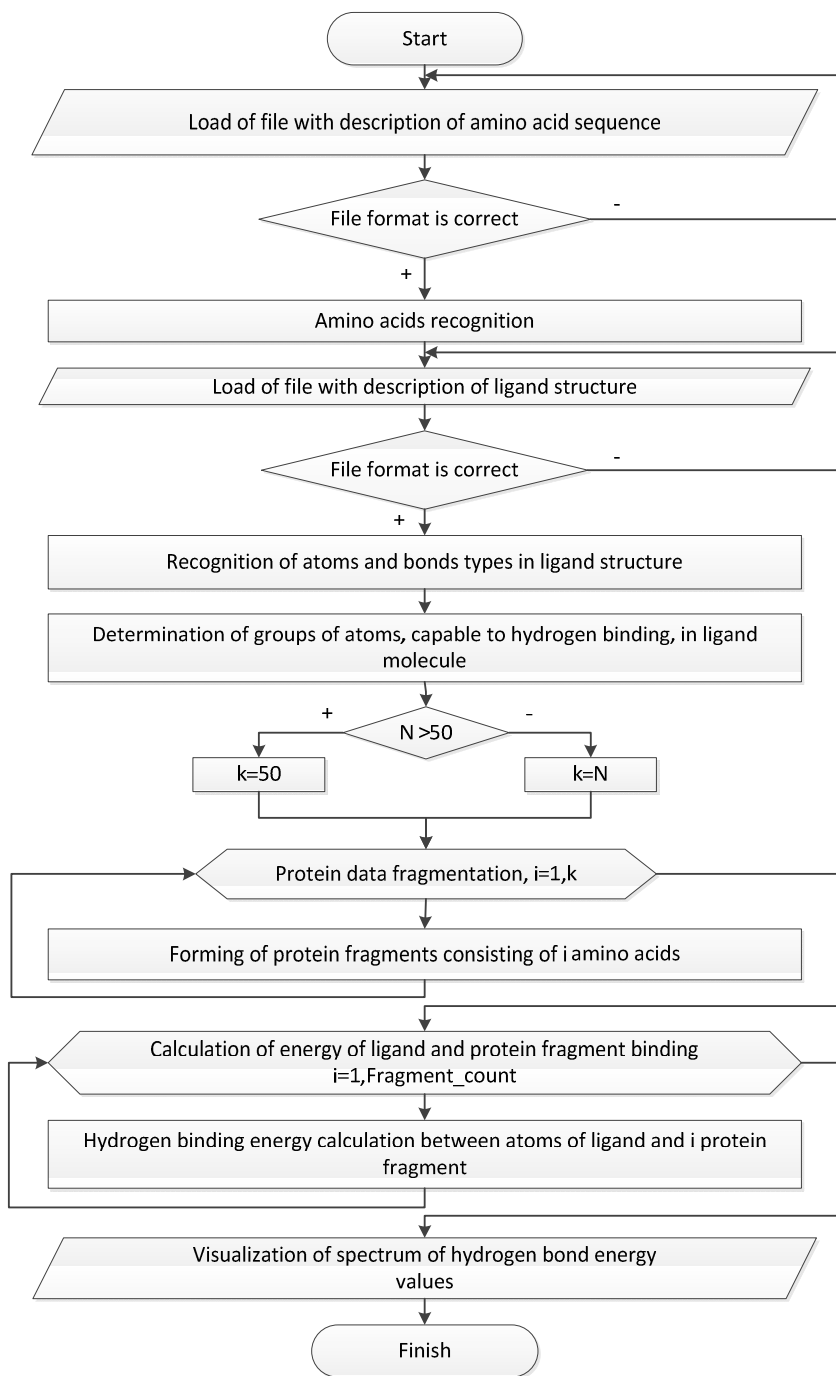 Start
Load of file with description of amino acid sequence
File format is correct
-
+
Amino acids recognition
Load of file with description of ligand structure
File format is correct
-
+
Recognition of atoms and bonds types in ligand structure
Determination of groups of atoms, capable to hydrogen binding, in ligand
molecule
+
N >50
-
k=50
k=N
Protein data fragmentation, i=1,k
Forming of protein fragments consisting of i amino acids
Calculation of energy of ligand and protein fragment binding
i=1,Fragment_count
Hydrogen binding energy calculation between atoms of ligand and i protein
fragment
Visualization of spectrum of hydrogen bond energy
values
Finish